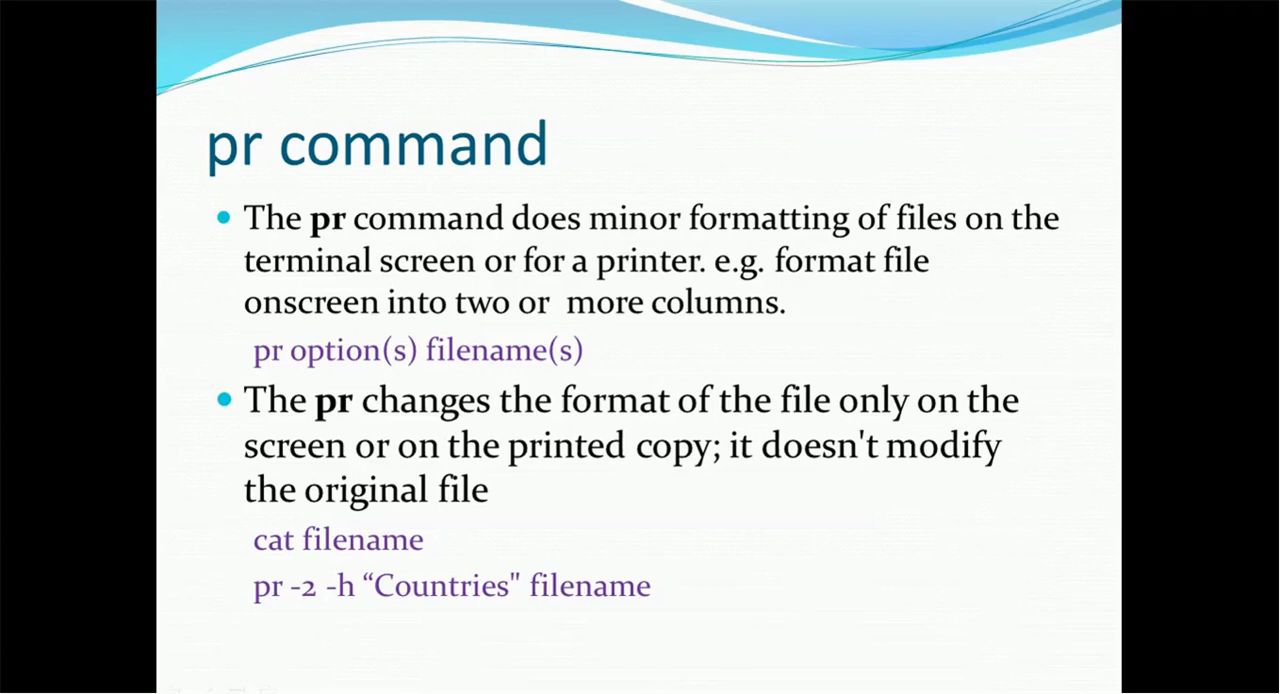 pr command
The pr command does minor formatting of files on the
terminal screen or for a printer. e.g. format file
onscreen into two or  more columns.
pr option(s) filename(s)
The pr changes the format of the file only on the
screen or on the printed copy; it doesn't modify
the original file
cat filename
pr -2 -h “Countries" filename